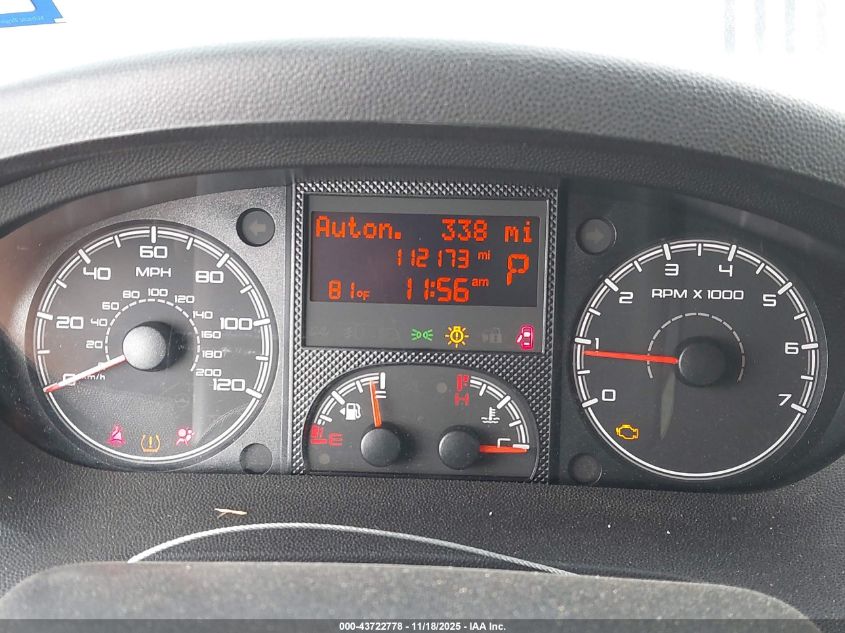 Auton. 338 mi
112173 mi
P
81°F 11:56 am
0 20 40 60 80 100 120
MPH
20 40 60 80 100 120 140 160 180 200
km/h
E F
H C
0 1 2 3 4 5 6 7
RPM X 1000
000-43722778 - 11/18/2025 - IAA Inc.